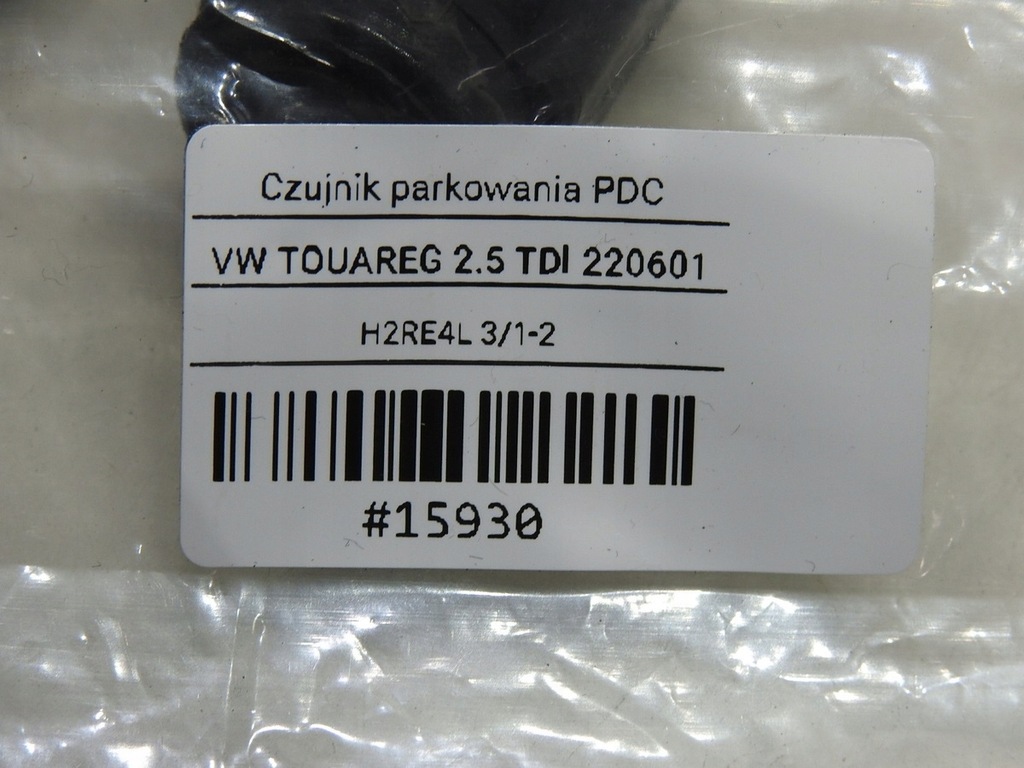 Czujnik parkowania PDC
VW TOUAREG 2.5 TDI 220601
H2RE4L 3/1-2
#15930